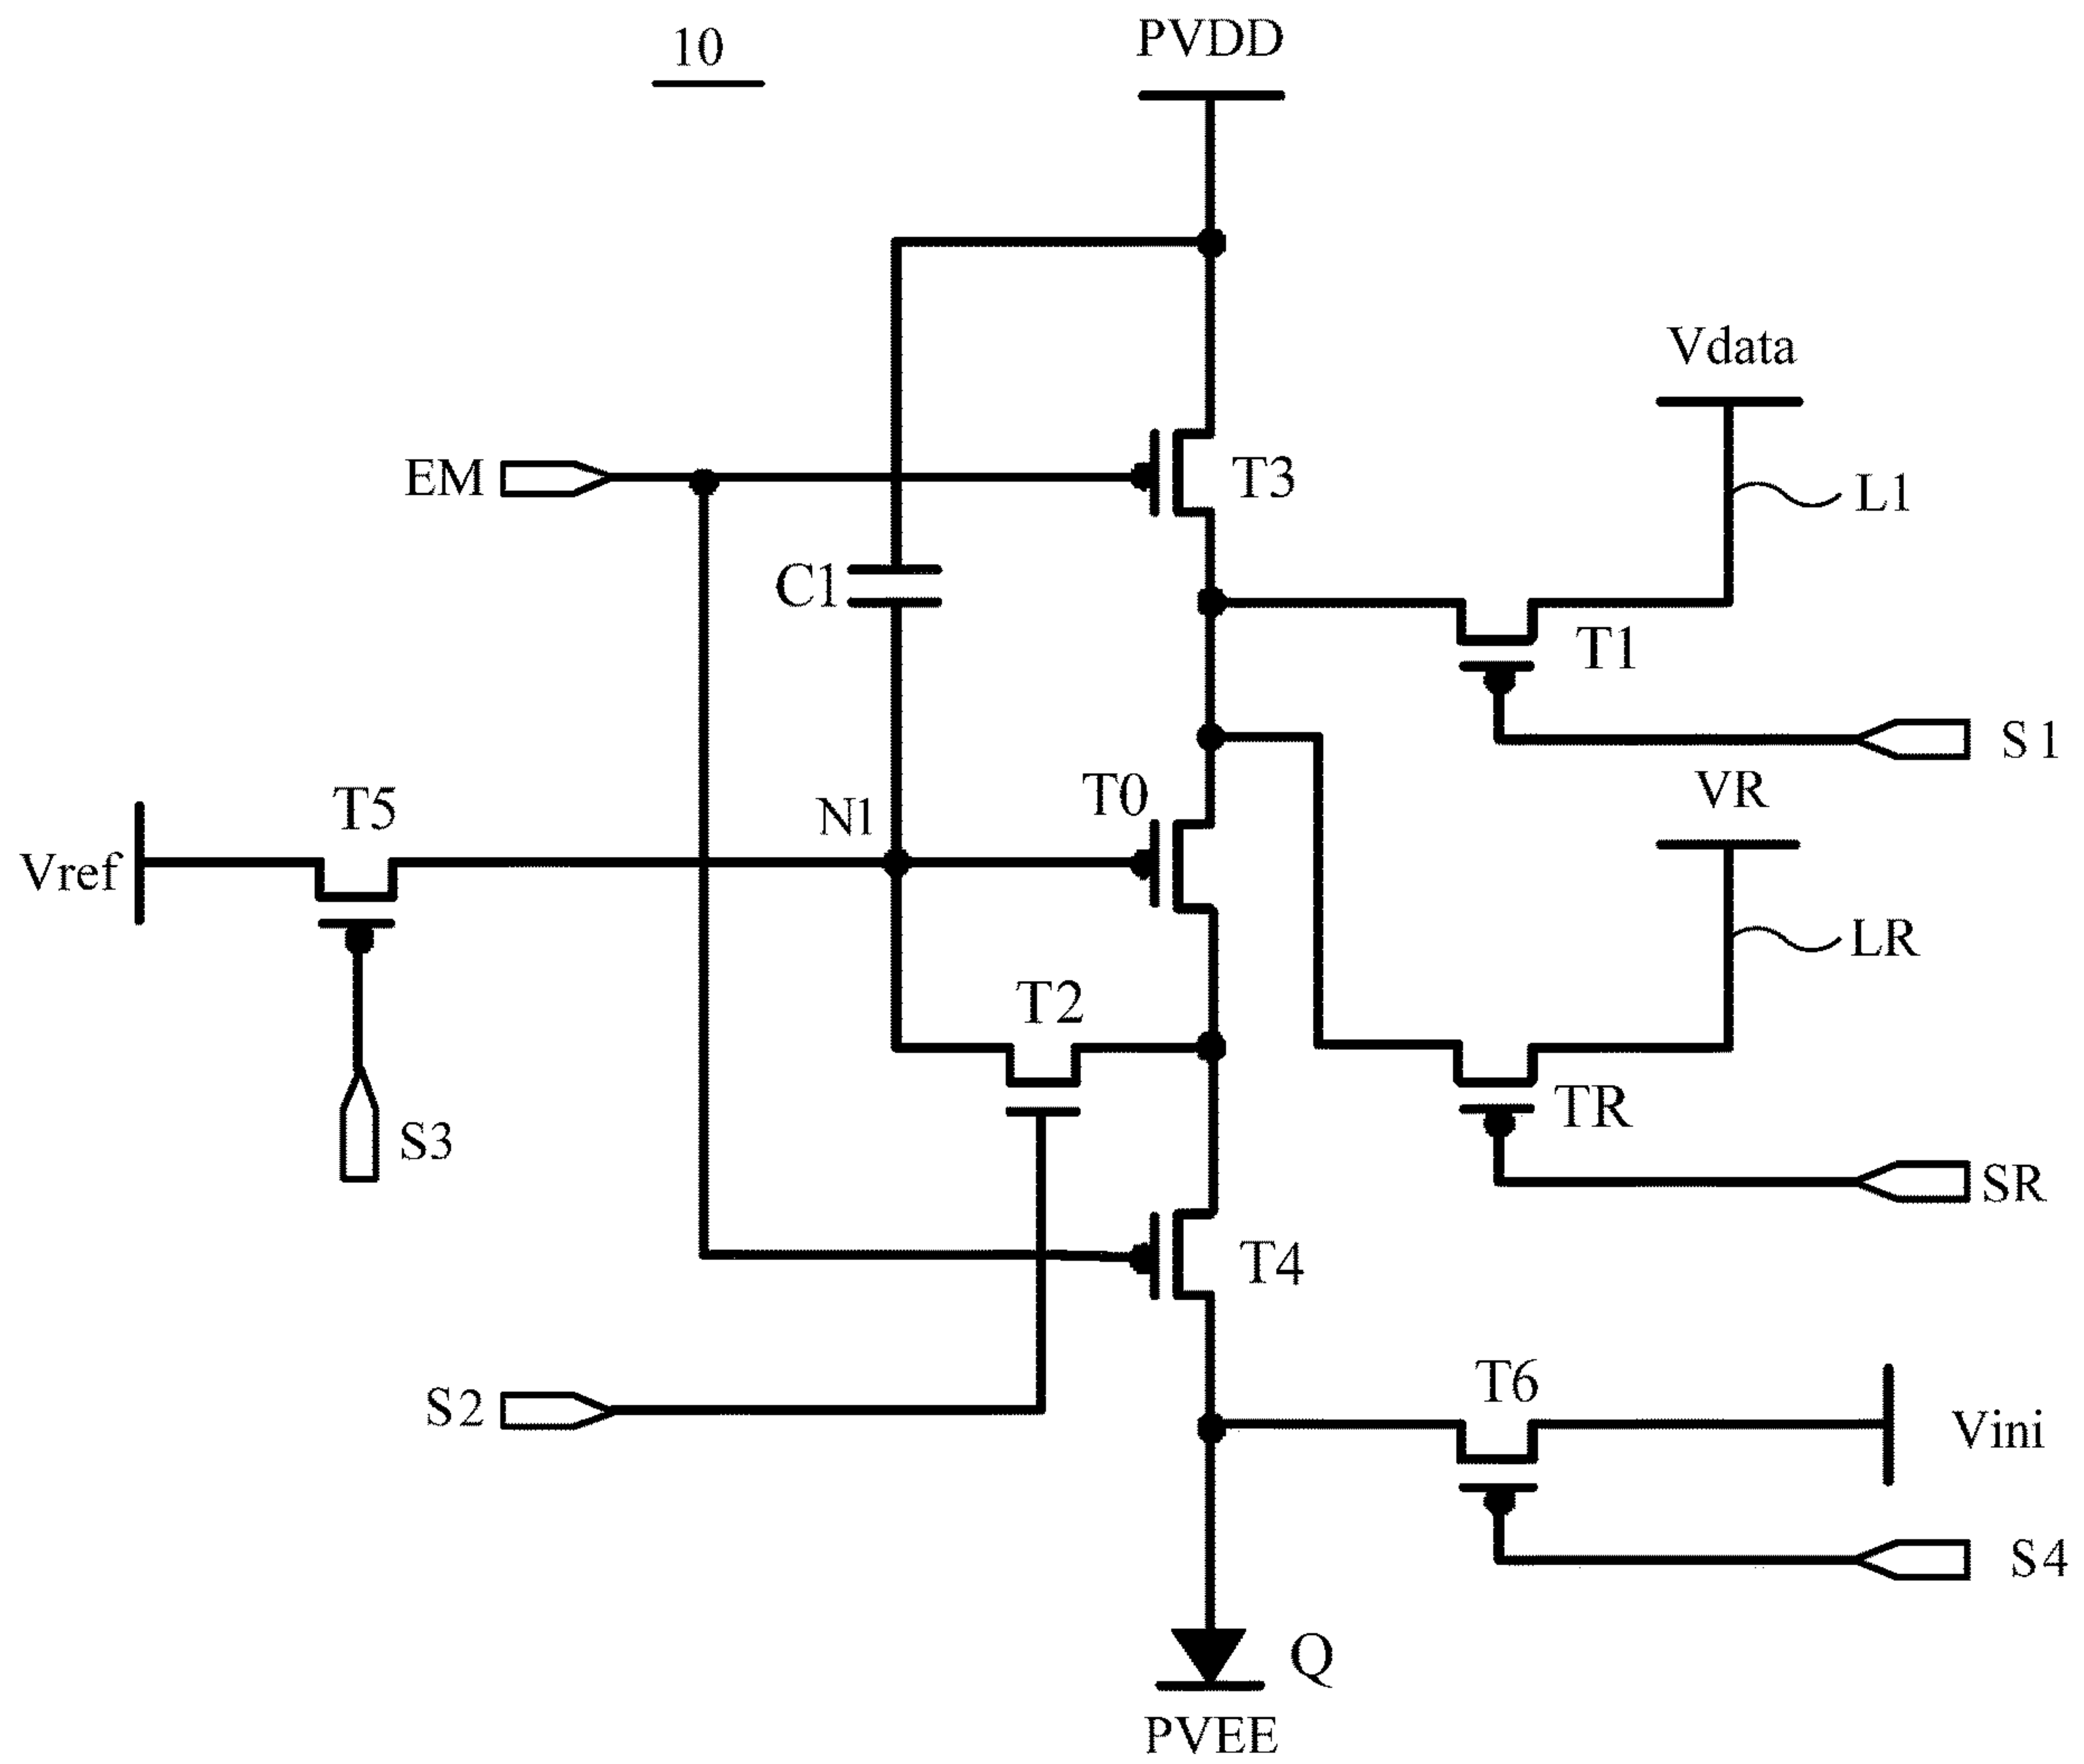 10
PVDD
Vdata
EM
T3
L1
C1
T1
S1
VR
T0
T5
N1
Vref
LR
T2
TR
S3
SR
T4
T6
S2
Vini
S4
Q
PVEE